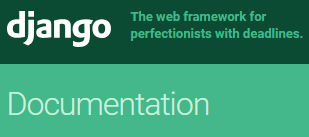 django
The web framework for
perfectionists with deadlines.
Documentation